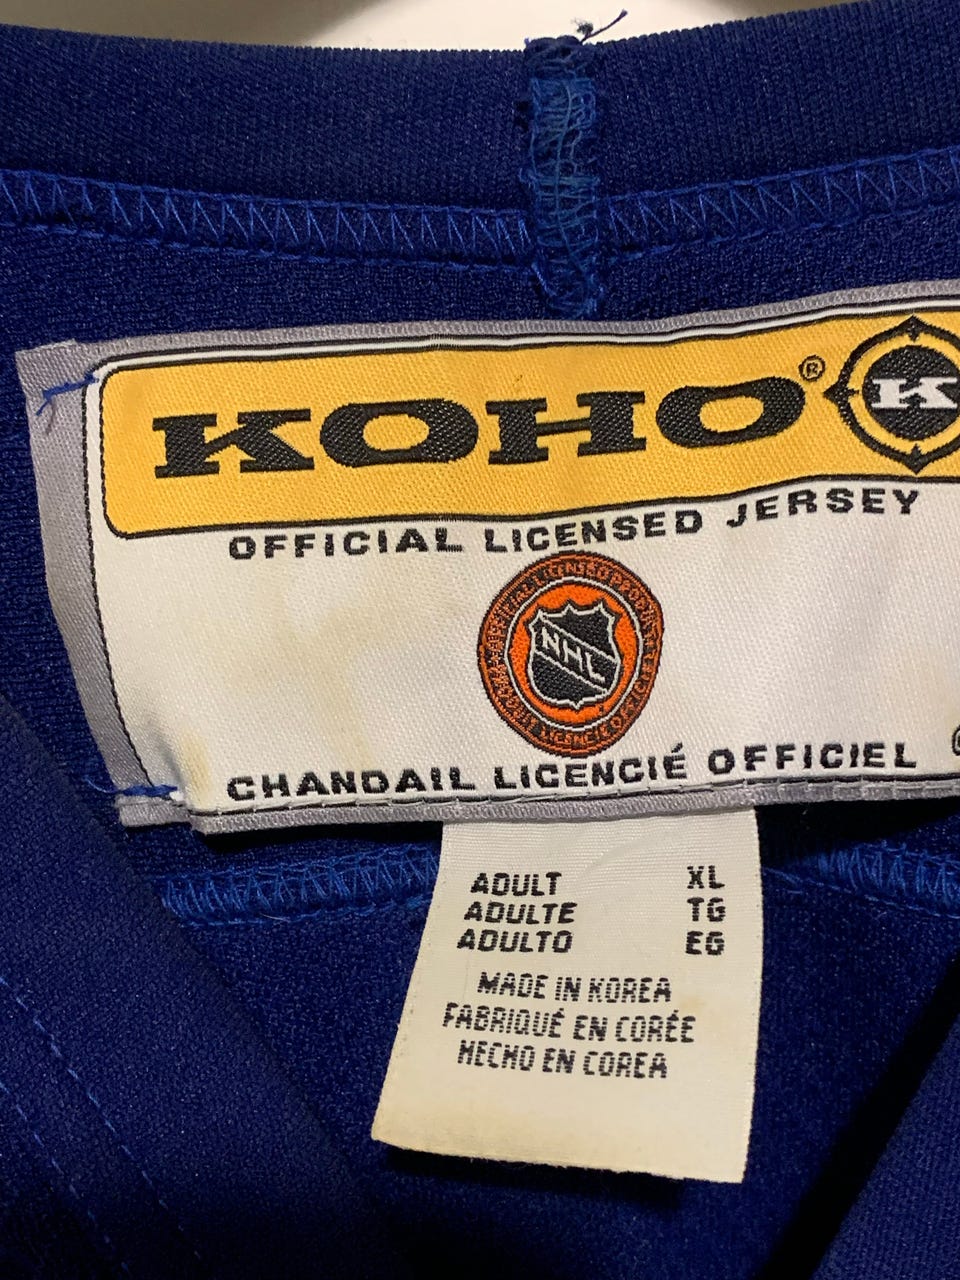 KOHO® K
OFFICIAL LICENSED JERSEY
NHL
CHANDAIL LICENCIÉ OFFICIEL
ADULT XL
ADULTE TG
ADULTO EG
MADE IN KOREA
FABRIQUÉ EN CORÉE
HECHO EN COREA